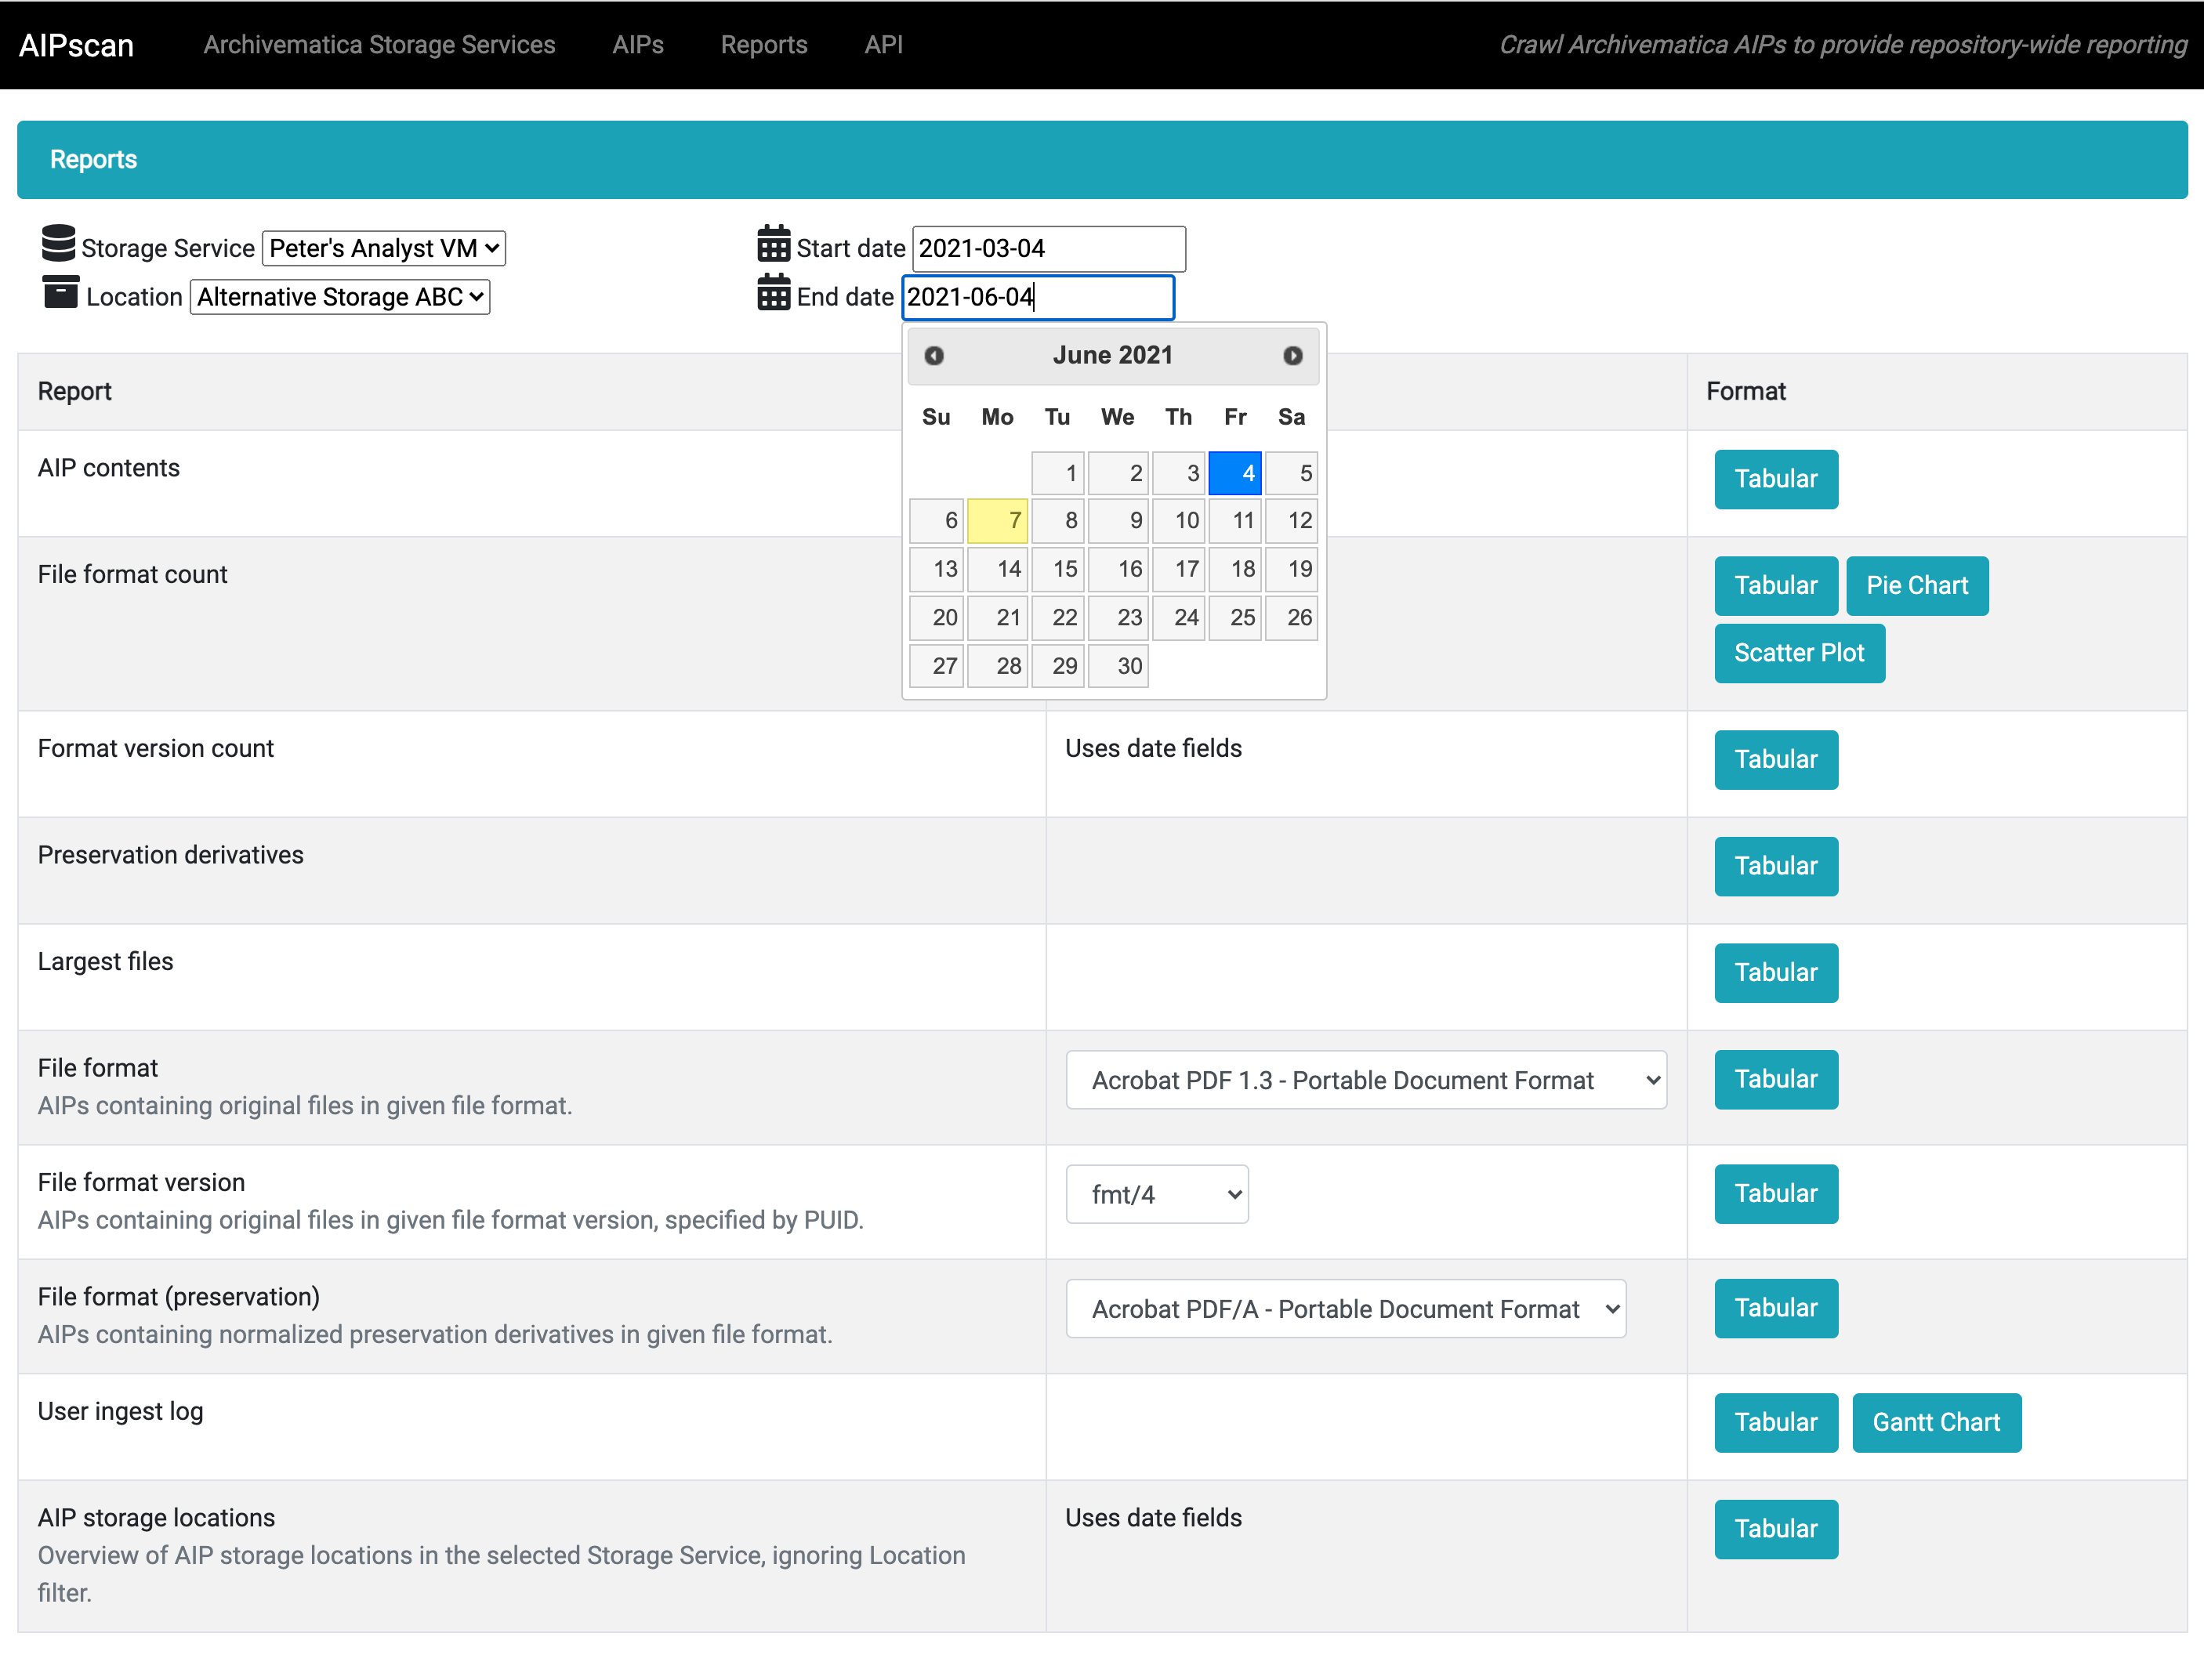 AIPscan Archivematica Storage Services AIPs Reports API Crawl Archivematica AIPs to provide repository-wide reporting
Reports
Storage Service Peter's Analyst VM Start date 2021-03-04
Location Alternative Storage ABC End date 2021-06-04
June 2021
Su Mo Tu We Th Fr Sa
1 2 3 4 5
6 7 8 9 10 11 12
13 14 15 16 17 18 19
20 21 22 23 24 25 26
27 28 29 30
Report Format
AIP contents Tabular
File format count Tabular Pie Chart
Scatter Plot
Format version count Uses date fields Tabular
Preservation derivatives Tabular
Largest files Tabular
File format Acrobat PDF 1.3 - Portable Document Format Tabular
AIPs containing original files in given file format.
File format version fmt/4 Tabular
AIPs containing original files in given file format version, specified by PUID.
File format (preservation) Acrobat PDF/A - Portable Document Format Tabular
AIPs containing normalized preservation derivatives in given file format.
User ingest log Tabular Gantt Chart
AIP storage locations Uses date fields Tabular
Overview of AIP storage locations in the selected Storage Service, ignoring Location
filter.